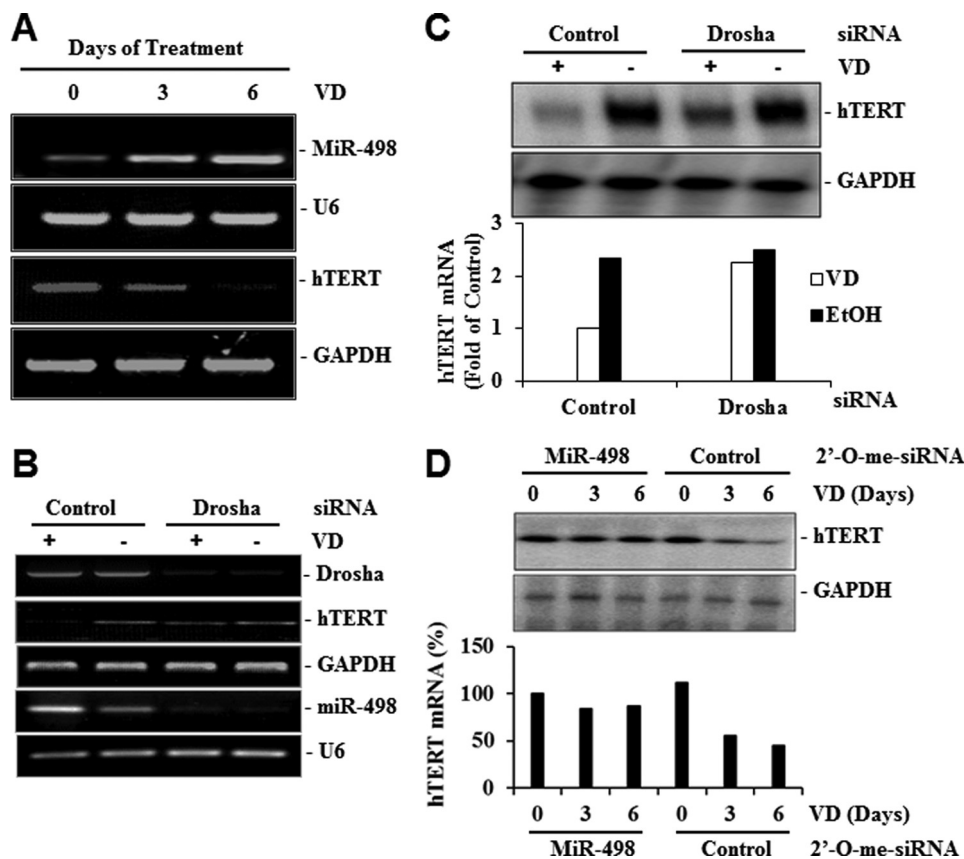 A
Days of Treatment
0 3 6 VD
- MiR-498
- U6
- hTERT
- GAPDH
B
Control Drosha siRNA
+ - + - VD
- Drosha
- hTERT
- GAPDH
- miR-498
- U6
C
Control Drosha siRNA
+ - + - VD
- hTERT
- GAPDH
hTERT mRNA
(Fold of Control)
3
2
1
0
VD
EtOH
Control Drosha siRNA
D
MiR-498 Control 2'-O-me-siRNA
0 3 6 0 3 6 VD (Days)
- hTERT
- GAPDH
hTERT mRNA (%)
150
100
50
0
0 3 6 0 3 6 VD (Days)
MiR-498 Control 2'-O-me-siRNA